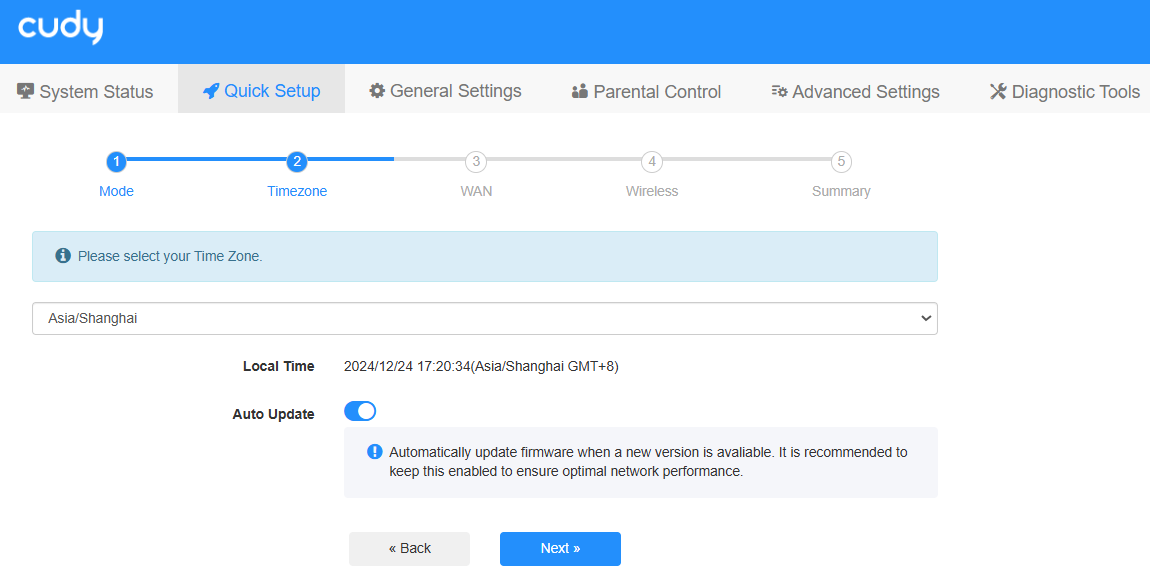 cudy
System Status Quick Setup General Settings Parental Control Advanced Settings Diagnostic Tools
1 2 3 4 5
Mode Timezone WAN Wireless Summary
Please select your Time Zone.
Asia/Shanghai
Local Time 2024/12/24 17:20:34(Asia/Shanghai GMT+8)
Auto Update
Automatically update firmware when a new version is avaliable. It is recommended to
keep this enabled to ensure optimal network performance.
« Back Next »